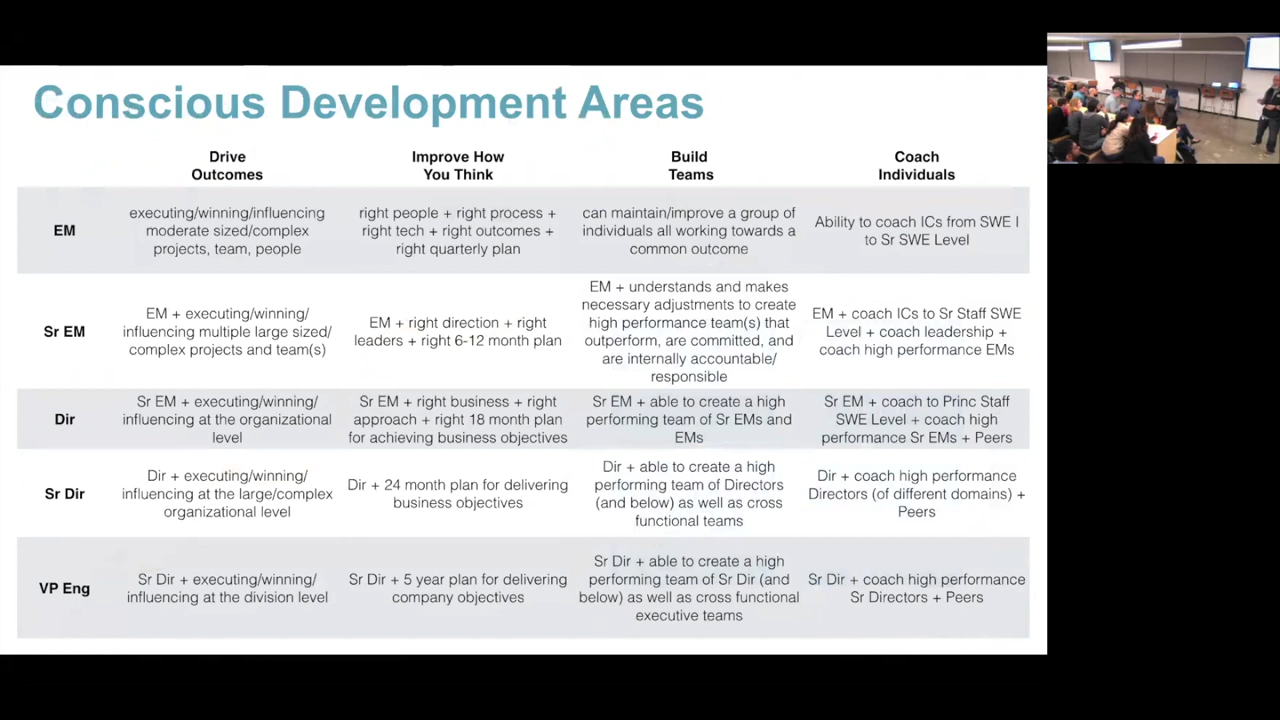 Conscious Development Areas
Drive
Outcomes
Improve How
You Think
Build
Teams
Coach
Individuals
EM
executing/winning/influencing
moderate sized/complex
projects, team, people
right people + right process +
right tech + right outcomes +
right quarterly plan
can maintain/improve a group of
individuals all working towards a
common outcome
Ability to coach ICs from SWE I
to Sr SWE Level
Sr EM
EM + executing/winning/
influencing multiple large sized/
complex projects and team(s)
EM + right direction + right
leaders + right 6-12 month plan
EM + understands and makes
necessary adjustments to create
high performance team(s) that
outperform, are committed, and
are internally accountable/
responsible
EM + coach ICs to Sr Staff SWE
Level + coach leadership +
coach high performance EMs
Dir
Sr EM + executing/winning/
influencing at the organizational
level
Sr EM + right business + right
approach + right 18 month plan
for achieving business objectives
Sr EM + able to create a high
performing team of Sr EMs and
EMs
Sr EM + coach to Princ Staff
SWE Level + coach high
performance Sr EMs + Peers
Sr Dir
Dir + executing/winning/
influencing at the large/complex
organizational level
Dir + 24 month plan for delivering
business objectives
Dir + able to create a high
performing team of Directors
(and below) as well as cross
functional teams
Dir + coach high performance
Directors (of different domains) +
Peers
VP Eng
Sr Dir + executing/winning/
influencing at the division level
Sr Dir + 5 year plan for delivering
company objectives
Sr Dir + able to create a high
performing team of Sr Dir (and
below) as well as cross functional
executive teams
Sr Dir + coach high performance
Sr Directors + Peers